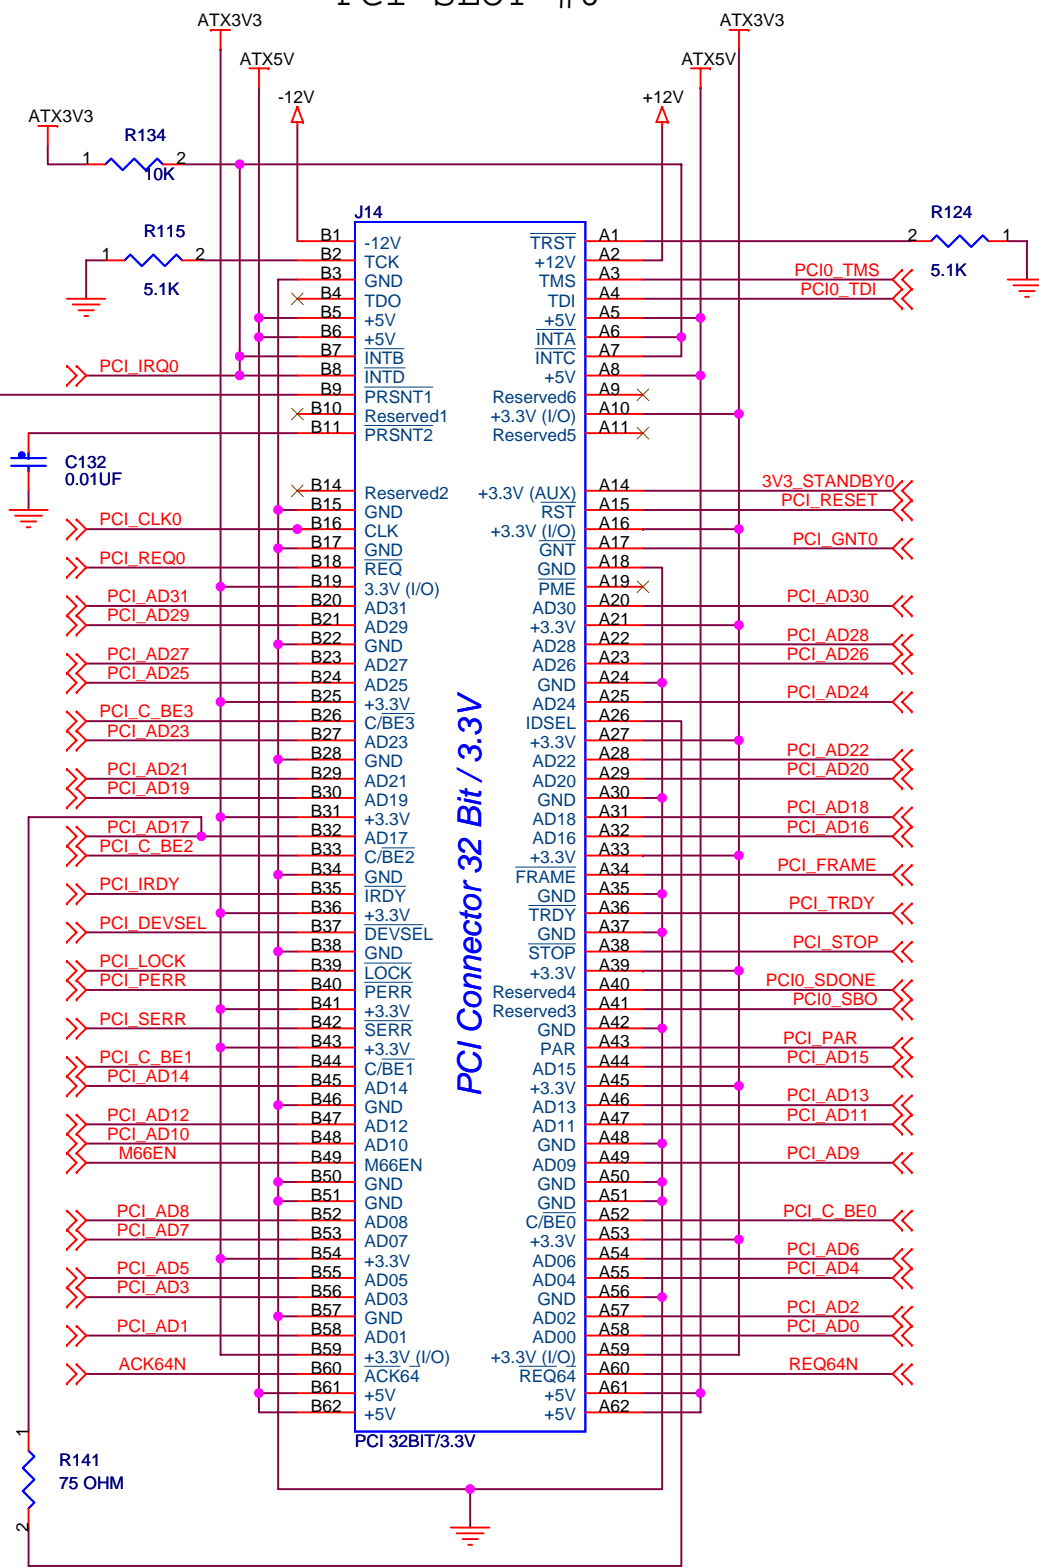 PCI SLOT #0
ATX3V3 ATX3V3
ATX5V ATX5V
-12V +12V
ATX3V3
R134
1 2
10K
J14
R115
1 2
5.1K
R124
2 1
5.1K
B1 -12V TRST A1
B2 TCK +12V A2
B3 GND TMS A3 PCI0_TMS
B4 TDO TDI A4 PCI0_TDI
B5 +5V +5V A5
B6 +5V INTA A6
B7 INTB INTC A7
PCI_IRQ0 B8 INTD +5V A8
B9 PRSNT1 Reserved6 A9
B10 Reserved1 +3.3V (I/O) A10
B11 PRSNT2 Reserved5 A11
C132
0.01UF
B14 Reserved2 +3.3V (AUX) A14 3V3_STANDBY0
B15 GND RST A15 PCI_RESET
PCI_CLK0 B16 CLK +3.3V (I/O) A16
B17 GND GNT A17 PCI_GNT0
PCI_REQ0 B18 REQ GND A18
B19 3.3V (I/O) PME A19
PCI_AD31 B20 AD31 AD30 A20 PCI_AD30
PCI_AD29 B21 AD29 +3.3V A21
B22 GND AD28 A22 PCI_AD28
PCI_AD27 B23 AD27 AD26 A23 PCI_AD26
PCI_AD25 B24 AD25 GND A24
B25 +3.3V AD24 A25 PCI_AD24
PCI_C_BE3 B26 C/BE3 IDSEL A26
PCI_AD23 B27 AD23 +3.3V A27
B28 GND AD22 A28 PCI_AD22
PCI_AD21 B29 AD21 AD20 A29 PCI_AD20
PCI_AD19 B30 AD19 GND A30
B31 +3.3V AD18 A31 PCI_AD18
PCI_AD17 B32 AD17 AD16 A32 PCI_AD16
PCI_C_BE2 B33 C/BE2 +3.3V A33
B34 GND FRAME A34 PCI_FRAME
PCI_IRDY B35 IRDY GND A35
B36 +3.3V TRDY A36 PCI_TRDY
PCI_DEVSEL B37 DEVSEL GND A37
B38 GND STOP A38 PCI_STOP
PCI_LOCK B39 LOCK +3.3V A39
PCI_PERR B40 PERR Reserved4 A40 PCI0_SDONE
B41 +3.3V Reserved3 A41 PCI0_SBO
PCI_SERR B42 SERR GND A42
B43 +3.3V PAR A43 PCI_PAR
PCI_C_BE1 B44 C/BE1 AD15 A44 PCI_AD15
PCI_AD14 B45 AD14 +3.3V A45
B46 GND AD13 A46 PCI_AD13
PCI_AD12 B47 AD12 AD11 A47 PCI_AD11
PCI_AD10 B48 AD10 GND A48
M66EN B49 M66EN AD09 A49 PCI_AD9
B50 GND GND A50
B51 GND GND A51
PCI_AD8 B52 AD08 C/BE0 A52 PCI_C_BE0
PCI_AD7 B53 AD07 +3.3V A53
B54 +3.3V AD06 A54 PCI_AD6
PCI_AD5 B55 AD05 AD04 A55 PCI_AD4
PCI_AD3 B56 AD03 GND A56
B57 GND AD02 A57 PCI_AD2
PCI_AD1 B58 AD01 AD00 A58 PCI_AD0
B59 +3.3V (I/O) +3.3V (I/O) A59
ACK64N B60 ACK64 REQ64 A60 REQ64N
B61 +5V +5V A61
B62 +5V +5V A62
PCI Connector 32 Bit / 3.3V
PCI 32BIT/3.3V
1
R141
75 OHM
2